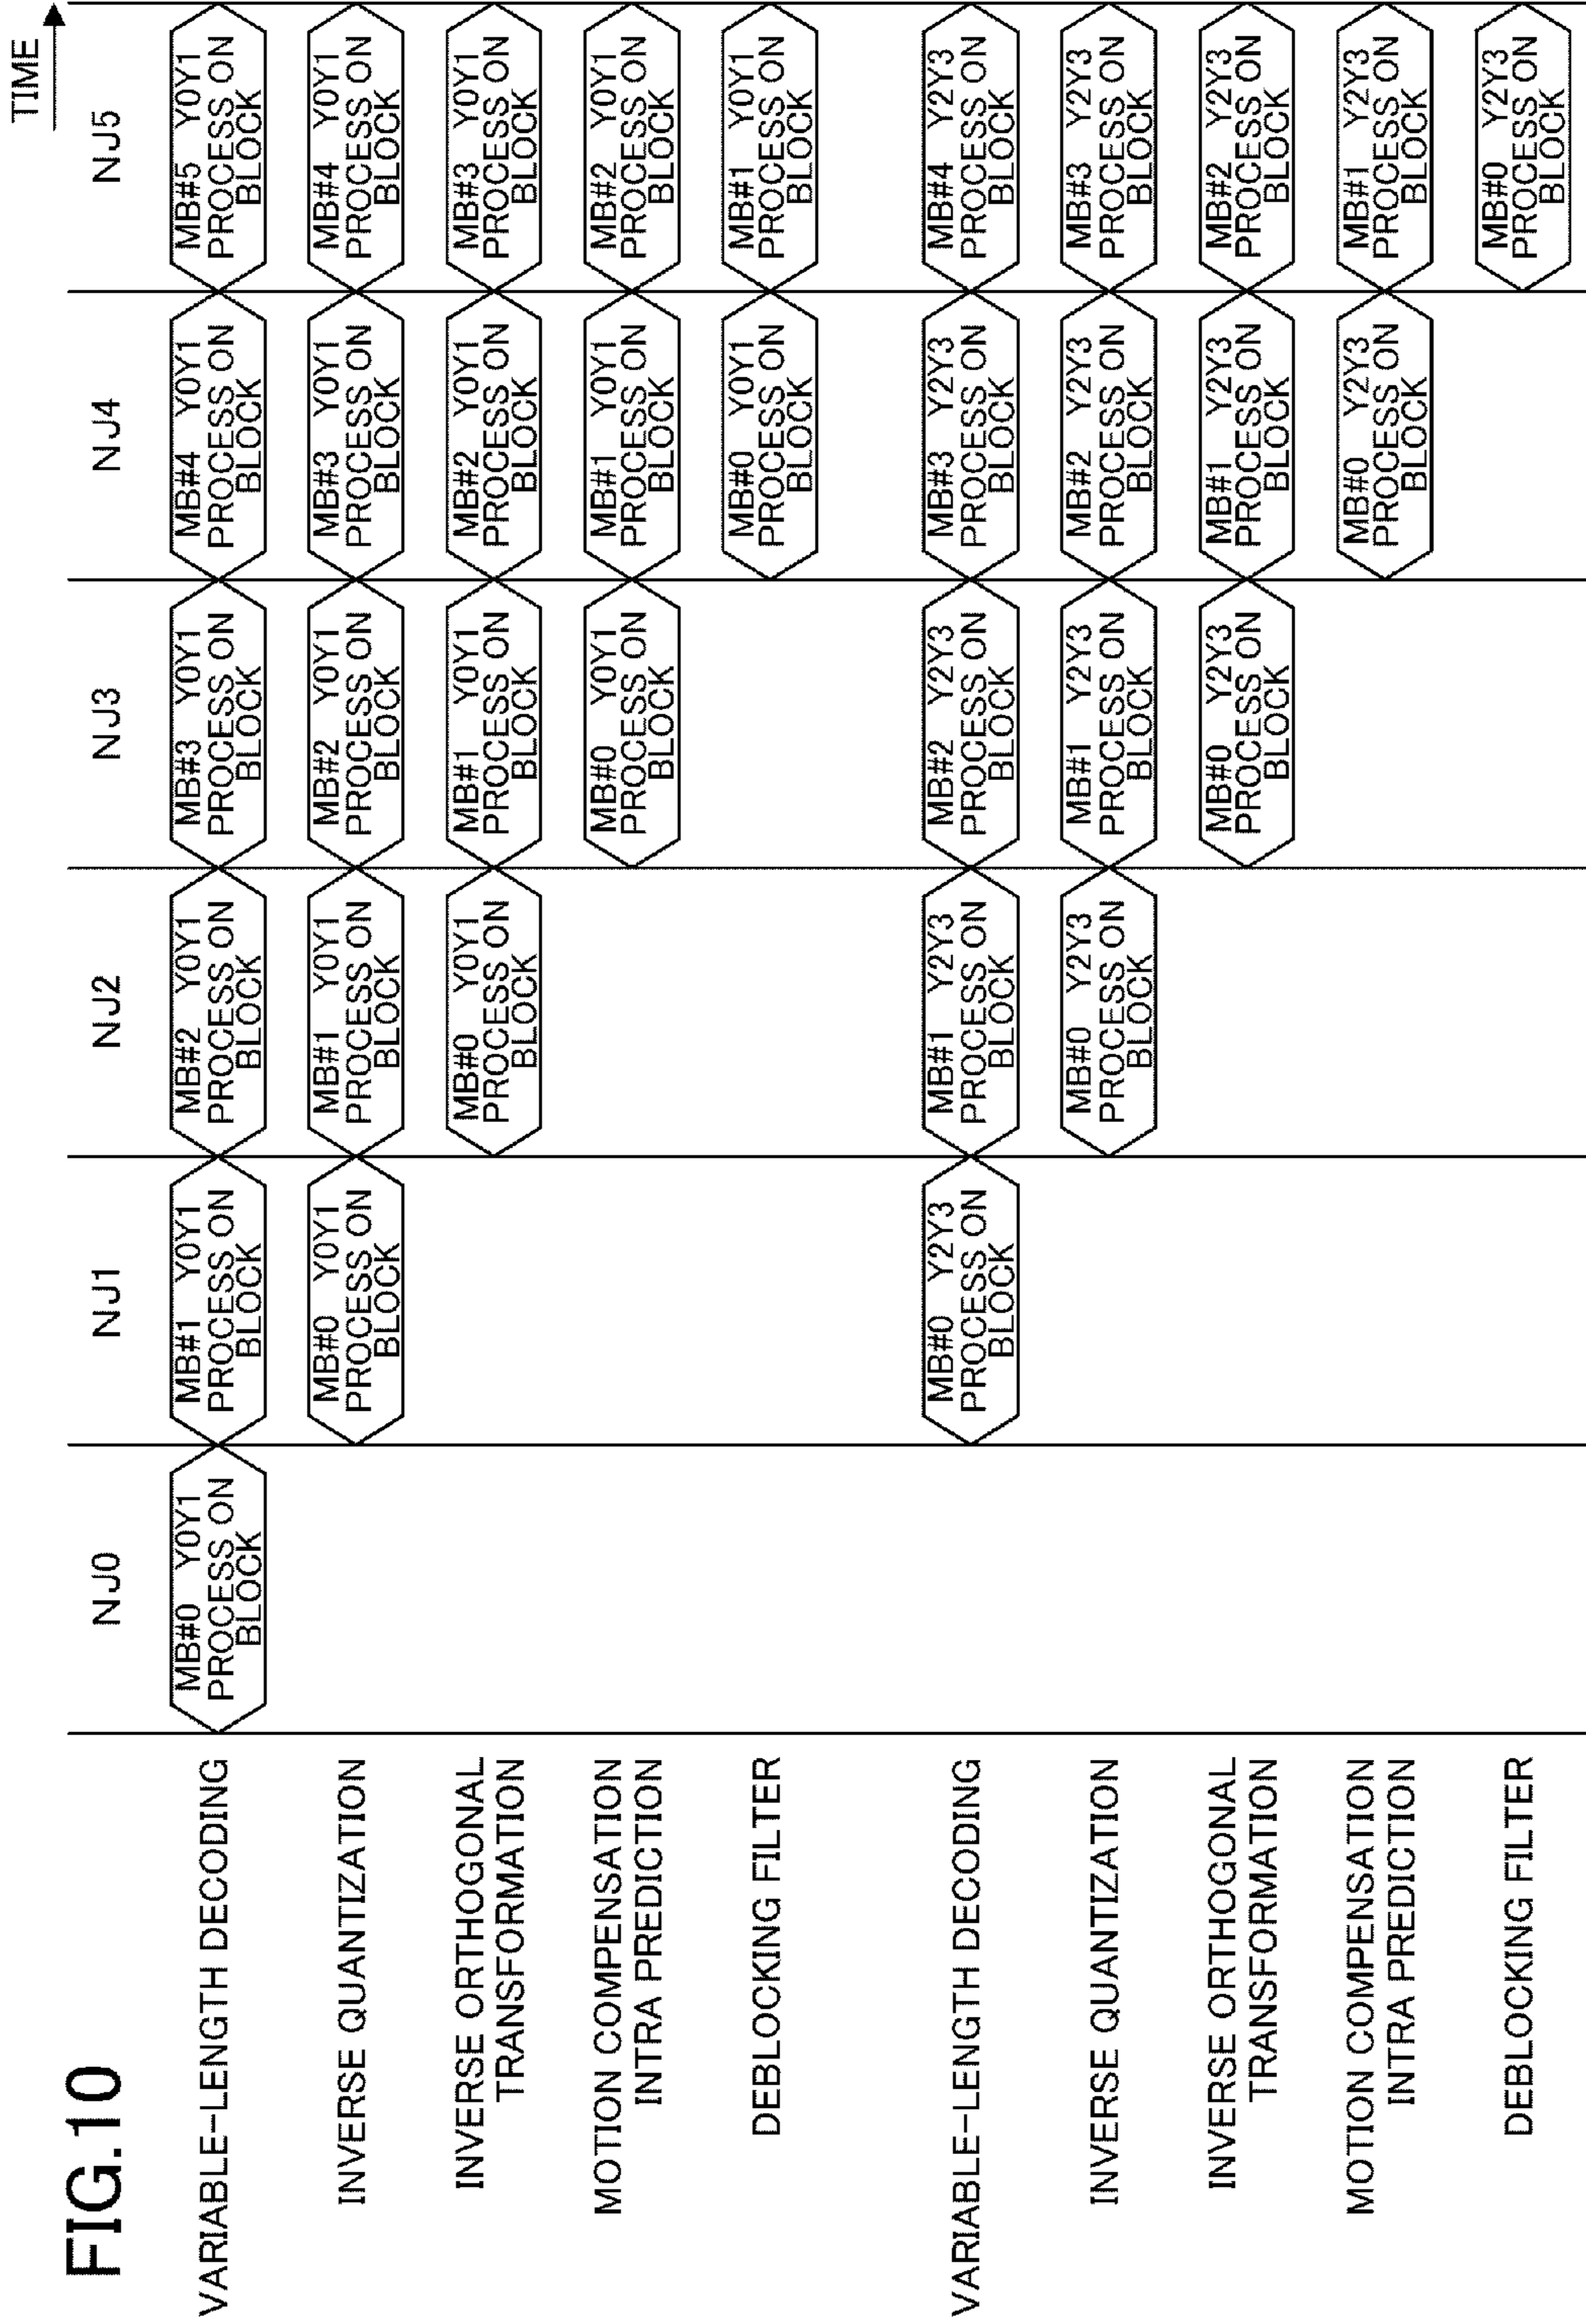 FIG.10
TIME
NJ0 NJ1 NJ2 NJ3 NJ4 NJ5
VARIABLE-LENGTH DECODING
MB#0 Y0Y1 MB#1 Y0Y1 MB#2 Y0Y1 MB#3 Y0Y1 MB#4 Y0Y1 MB#5 Y0Y1
PROCESS ON PROCESS ON PROCESS ON PROCESS ON PROCESS ON PROCESS ON
BLOCK BLOCK BLOCK BLOCK BLOCK BLOCK
INVERSE QUANTIZATION
MB#0 Y0Y1 MB#1 Y0Y1 MB#2 Y0Y1 MB#3 Y0Y1 MB#4 Y0Y1
PROCESS ON PROCESS ON PROCESS ON PROCESS ON PROCESS ON
BLOCK BLOCK BLOCK BLOCK BLOCK
INVERSE ORTHOGONAL
TRANSFORMATION
MB#0 Y0Y1 MB#1 Y0Y1 MB#2 Y0Y1 MB#3 Y0Y1
PROCESS ON PROCESS ON PROCESS ON PROCESS ON
BLOCK BLOCK BLOCK BLOCK
MOTION COMPENSATION
INTRA PREDICTION
MB#0 Y0Y1 MB#1 Y0Y1 MB#2 Y0Y1
PROCESS ON PROCESS ON PROCESS ON
BLOCK BLOCK BLOCK
DEBLOCKING FILTER
MB#0 Y0Y1 MB#1 Y0Y1
PROCESS ON PROCESS ON
BLOCK BLOCK
VARIABLE-LENGTH DECODING
MB#0 Y2Y3 MB#1 Y2Y3 MB#2 Y2Y3 MB#3 Y2Y3 MB#4 Y2Y3
PROCESS ON PROCESS ON PROCESS ON PROCESS ON PROCESS ON
BLOCK BLOCK BLOCK BLOCK BLOCK
INVERSE QUANTIZATION
MB#0 Y2Y3 MB#1 Y2Y3 MB#2 Y2Y3 MB#3 Y2Y3
PROCESS ON PROCESS ON PROCESS ON PROCESS ON
BLOCK BLOCK BLOCK BLOCK
INVERSE ORTHOGONAL
TRANSFORMATION
MB#0 Y2Y3 MB#1 Y2Y3 MB#2 Y2Y3
PROCESS ON PROCESS ON PROCESS ON
BLOCK BLOCK BLOCK
MOTION COMPENSATION
INTRA PREDICTION
MB#0 Y2Y3 MB#1 Y2Y3
PROCESS ON PROCESS ON
BLOCK BLOCK
DEBLOCKING FILTER
MB#0 Y2Y3
PROCESS ON
BLOCK